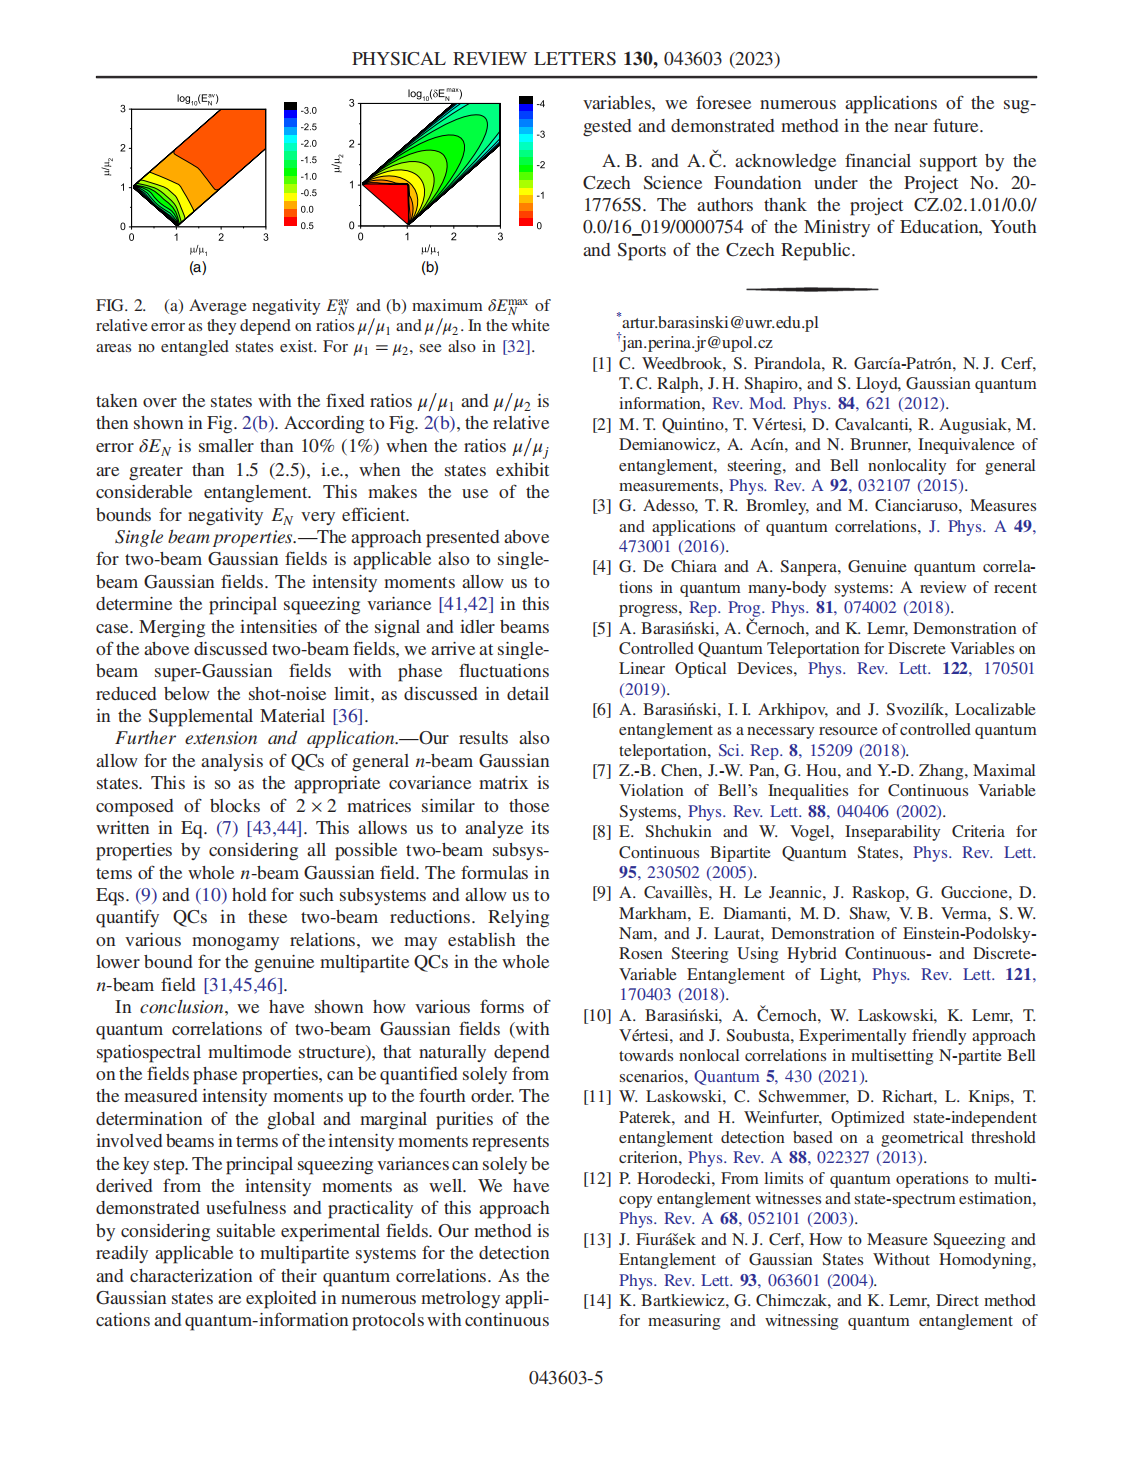 PHYSICAL REVIEW LETTERS 130, 043603 (2023)
log10(E_N^av)
3
2
1
0
0
1
2
3
μ/μ2
μ/μ1
-3.0
-2.5
-2.0
-1.5
-1.0
-0.5
0.0
0.5
(a)
log10(δE_N^max)
3
2
1
0
0
1
2
3
μ/μ2
μ/μ1
-4
-3
-2
-1
0
(b)
FIG. 2. (a) Average negativity E_N^av and (b) maximum δE_N^max of
relative error as they depend on ratios μ/μ1 and μ/μ2. In the white
areas no entangled states exist. For μ1 = μ2, see also in [32].
taken over the states with the fixed ratios μ/μ1 and μ/μ2 is
then shown in Fig. 2(b). According to Fig. 2(b), the relative
error δE_N is smaller than 10% (1%) when the ratios μ/μ_j
are greater than 1.5 (2.5), i.e., when the states exhibit
considerable entanglement. This makes the use of the
bounds for negativity E_N very efficient.
Single beam properties.—The approach presented above
for two-beam Gaussian fields is applicable also to single-
beam Gaussian fields. The intensity moments allow us to
determine the principal squeezing variance [41,42] in this
case. Merging the intensities of the signal and idler beams
of the above discussed two-beam fields, we arrive at single-
beam super-Gaussian fields with phase fluctuations
reduced below the shot-noise limit, as discussed in detail
in the Supplemental Material [36].
Further extension and application.—Our results also
allow for the analysis of QCs of general n-beam Gaussian
states. This is so as the appropriate covariance matrix is
composed of blocks of 2 × 2 matrices similar to those
written in Eq. (7) [43,44]. This allows us to analyze its
properties by considering all possible two-beam subsys-
tems of the whole n-beam Gaussian field. The formulas in
Eqs. (9) and (10) hold for such subsystems and allow us to
quantify QCs in these two-beam reductions. Relying
on various monogamy relations, we may establish the
lower bound for the genuine multipartite QCs in the whole
n-beam field [31,45,46].
In conclusion, we have shown how various forms of
quantum correlations of two-beam Gaussian fields (with
spatiospectral multimode structure), that naturally depend
on the fields phase properties, can be quantified solely from
the measured intensity moments up to the fourth order. The
determination of the global and marginal purities of the
involved beams in terms of the intensity moments represents
the key step. The principal squeezing variances can solely be
derived from the intensity moments as well. We have
demonstrated usefulness and practicality of this approach
by considering suitable experimental fields. Our method is
readily applicable to multipartite systems for the detection
and characterization of their quantum correlations. As the
Gaussian states are exploited in numerous metrology appli-
cations and quantum-information protocols with continuous
variables, we foresee numerous applications of the sug-
gested and demonstrated method in the near future.
A. B. and A. Č. acknowledge financial support by the
Czech Science Foundation under the Project No. 20-
17765S. The authors thank the project CZ.02.1.01/0.0/
0.0/16_019/0000754 of the Ministry of Education, Youth
and Sports of the Czech Republic.
*artur.barasinski@uwr.edu.pl
†jan.perina.jr@upol.cz
[1] C. Weedbrook, S. Pirandola, R. García-Patrón, N. J. Cerf,
T. C. Ralph, J. H. Shapiro, and S. Lloyd, Gaussian quantum
information, Rev. Mod. Phys. 84, 621 (2012).
[2] M. T. Quintino, T. Vértesi, D. Cavalcanti, R. Augusiak, M.
Demianowicz, A. Acín, and N. Brunner, Inequivalence of
entanglement, steering, and Bell nonlocality for general
measurements, Phys. Rev. A 92, 032107 (2015).
[3] G. Adesso, T. R. Bromley, and M. Cianciaruso, Measures
and applications of quantum correlations, J. Phys. A 49,
473001 (2016).
[4] G. De Chiara and A. Sanpera, Genuine quantum correla-
tions in quantum many-body systems: A review of recent
progress, Rep. Prog. Phys. 81, 074002 (2018).
[5] A. Barasiński, A. Černoch, and K. Lemr, Demonstration of
Controlled Quantum Teleportation for Discrete Variables on
Linear Optical Devices, Phys. Rev. Lett. 122, 170501
(2019).
[6] A. Barasiński, I. I. Arkhipov, and J. Svozilík, Localizable
entanglement as a necessary resource of controlled quantum
teleportation, Sci. Rep. 8, 15209 (2018).
[7] Z.-B. Chen, J.-W. Pan, G. Hou, and Y.-D. Zhang, Maximal
Violation of Bell's Inequalities for Continuous Variable
Systems, Phys. Rev. Lett. 88, 040406 (2002).
[8] E. Shchukin and W. Vogel, Inseparability Criteria for
Continuous Bipartite Quantum States, Phys. Rev. Lett.
95, 230502 (2005).
[9] A. Cavaillès, H. Le Jeannic, J. Raskop, G. Guccione, D.
Markham, E. Diamanti, M. D. Shaw, V. B. Verma, S. W.
Nam, and J. Laurat, Demonstration of Einstein-Podolsky-
Rosen Steering Using Hybrid Continuous- and Discrete-
Variable Entanglement of Light, Phys. Rev. Lett. 121,
170403 (2018).
[10] A. Barasiński, A. Černoch, W. Laskowski, K. Lemr, T.
Vértesi, and J. Soubusta, Experimentally friendly approach
towards nonlocal correlations in multisetting N-partite Bell
scenarios, Quantum 5, 430 (2021).
[11] W. Laskowski, C. Schwemmer, D. Richart, L. Knips, T.
Paterek, and H. Weinfurter, Optimized state-independent
entanglement detection based on a geometrical threshold
criterion, Phys. Rev. A 88, 022327 (2013).
[12] P. Horodecki, From limits of quantum operations to multi-
copy entanglement witnesses and state-spectrum estimation,
Phys. Rev. A 68, 052101 (2003).
[13] J. Fiurášek and N. J. Cerf, How to Measure Squeezing and
Entanglement of Gaussian States Without Homodyning,
Phys. Rev. Lett. 93, 063601 (2004).
[14] K. Bartkiewicz, G. Chimczak, and K. Lemr, Direct method
for measuring and witnessing quantum entanglement of
043603-5